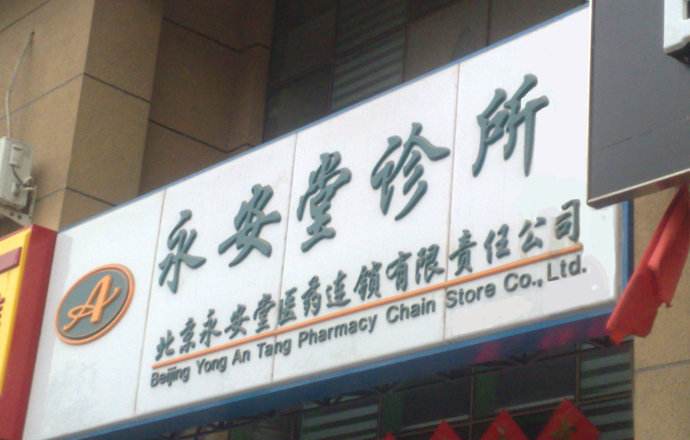 永安堂诊所
A
北京永安堂医药连锁有限责任公司
Beijing Yong An Tang Pharmacy Chain Store Co., Ltd.